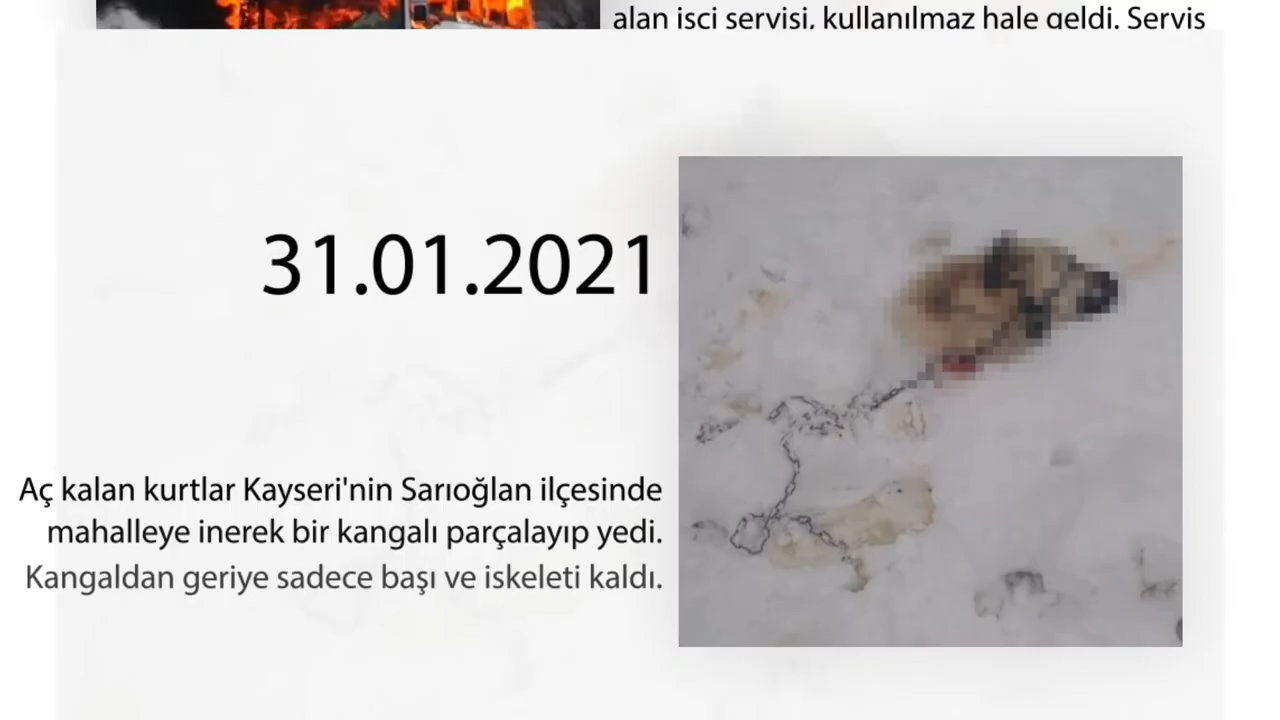 alan işçi servisi, kullanılmaz hale geldi. Servis
31.01.2021
Aç kalan kurtlar Kayseri'nin Sarıoğlan ilçesinde
mahalleye inerek bir kangalı parçalayıp yedi.
Kangaldan geriye sadece başı ve iskeleti kaldı.